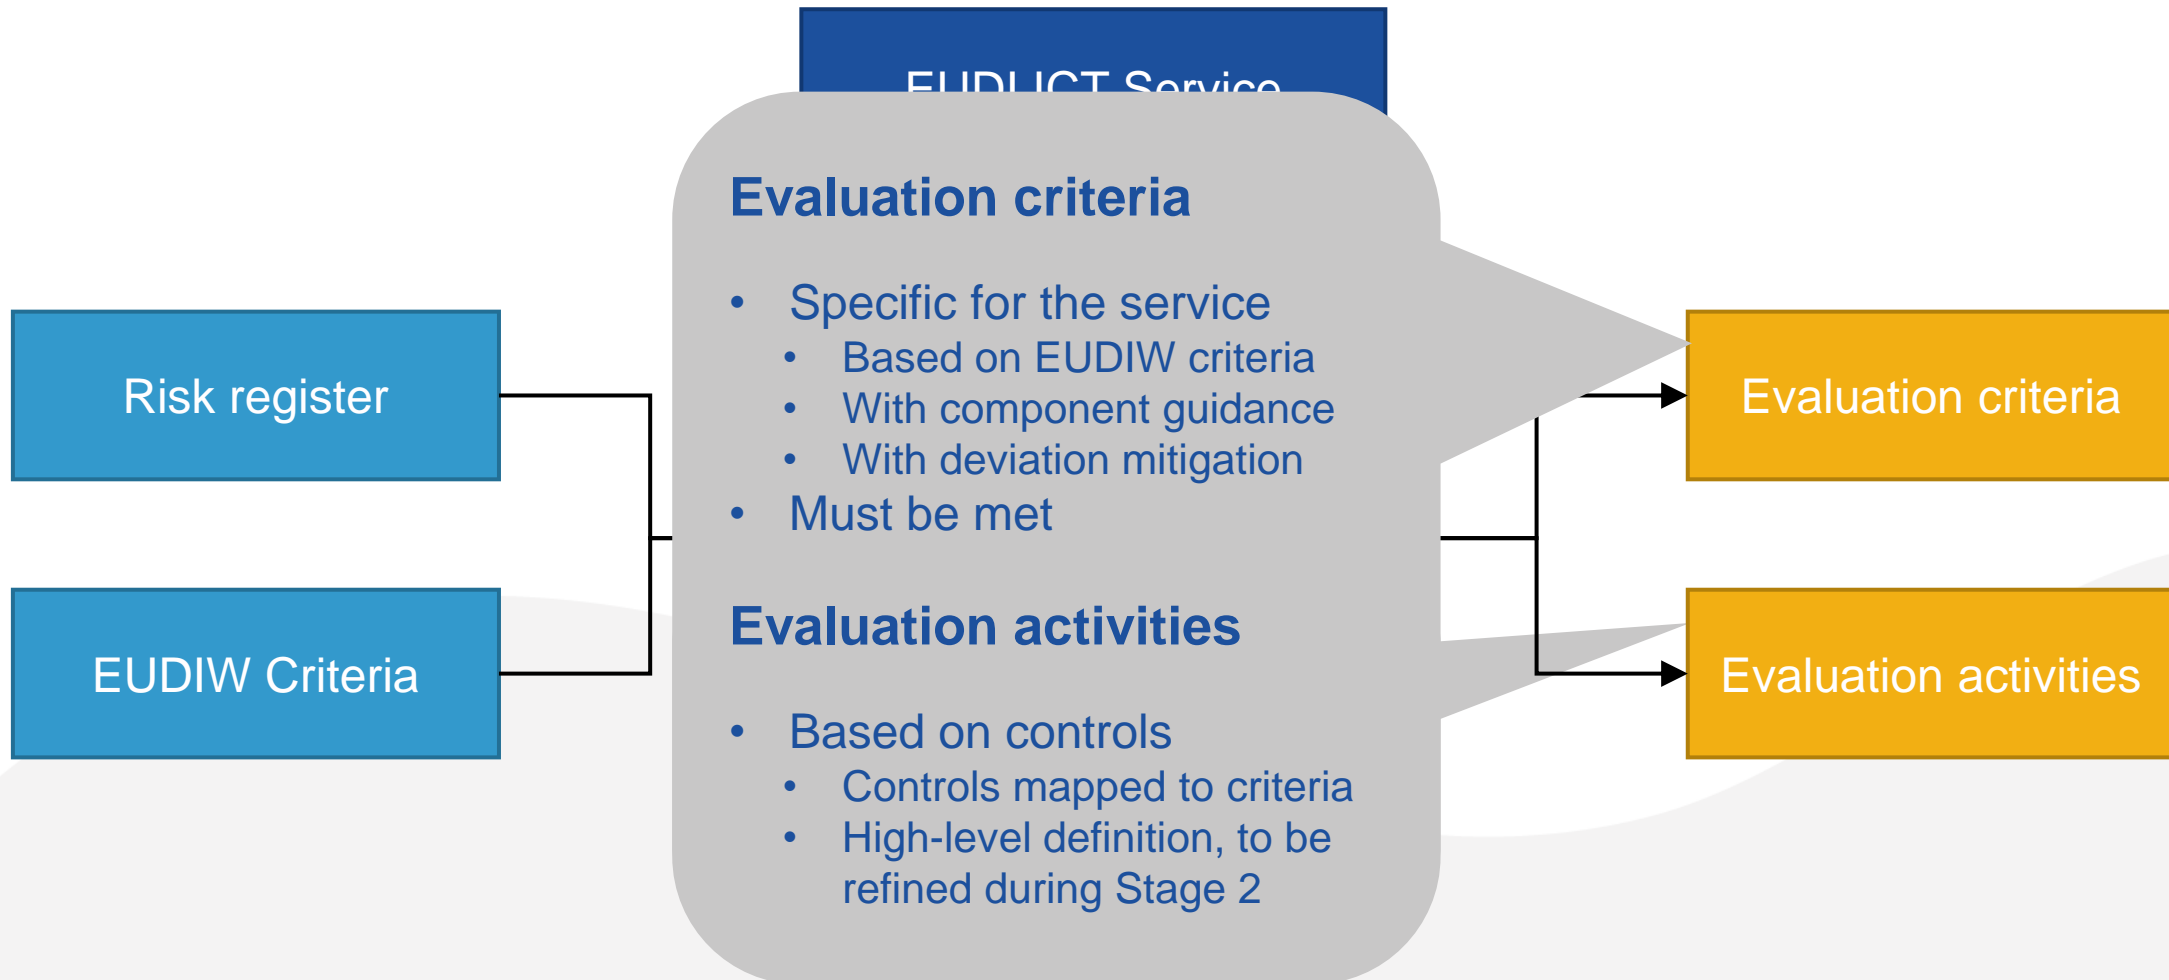 Service
Evaluation criteria
• Specific for the service
• Based on EUDIW criteria
• With component guidance
• With deviation mitigation
• Must be met
Evaluation activities
• Based on controls
• Controls mapped to criteria
• High-level definition, to be
refined during Stage 2
Risk register
EUDIW Criteria
Evaluation criteria
Evaluation activities